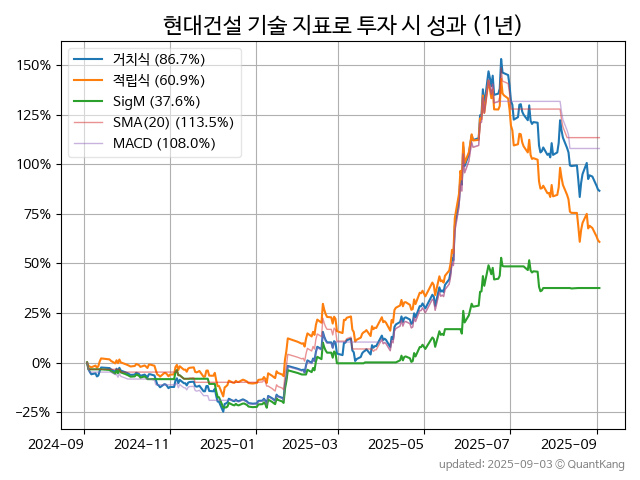 현대건설 기술 지표로 투자 시 성과 (1년)
거치식 (86.7%)
적립식 (60.9%)
SigM (37.6%)
SMA(20) (113.5%)
MACD (108.0%)
150%
125%
100%
75%
50%
25%
0%
−25%
2024-09 2024-11 2025-01 2025-03 2025-05 2025-07 2025-09
updated: 2025-09-03 © QuantKang